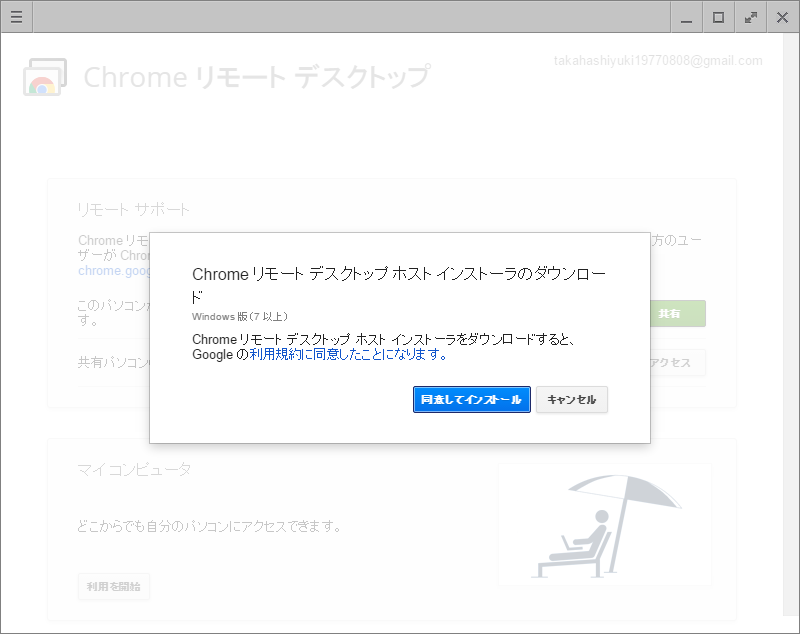 Chrome リモート デスクトップ
takahashiyuki19770808@gmail.com
リモート サポート
Chrome リモ
方のユー
ザーが Chrom
chrome.goog
このパソコンが
す。
共有
共有パソコン
アクセス
Chrome リモート デスクトップ ホスト インストーラのダウンロー
ド
Windows 版（7 以上）
Chrome リモート デスクトップ ホスト インストーラをダウンロードすると、
Google の利用規約に同意したことになります。
同意してインストール
キャンセル
マイ コンピュータ
どこからでも自分のパソコンにアクセスできます。
利用を開始